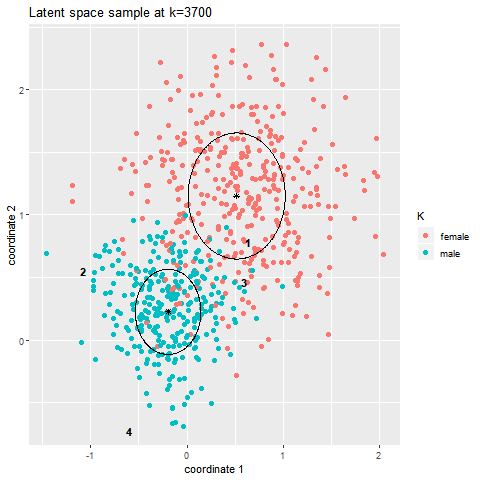 Latent space sample at k=3700
coordinate 2
2
1
0
-1
0
1
2
coordinate 1
1
2
3
4
K
female
male